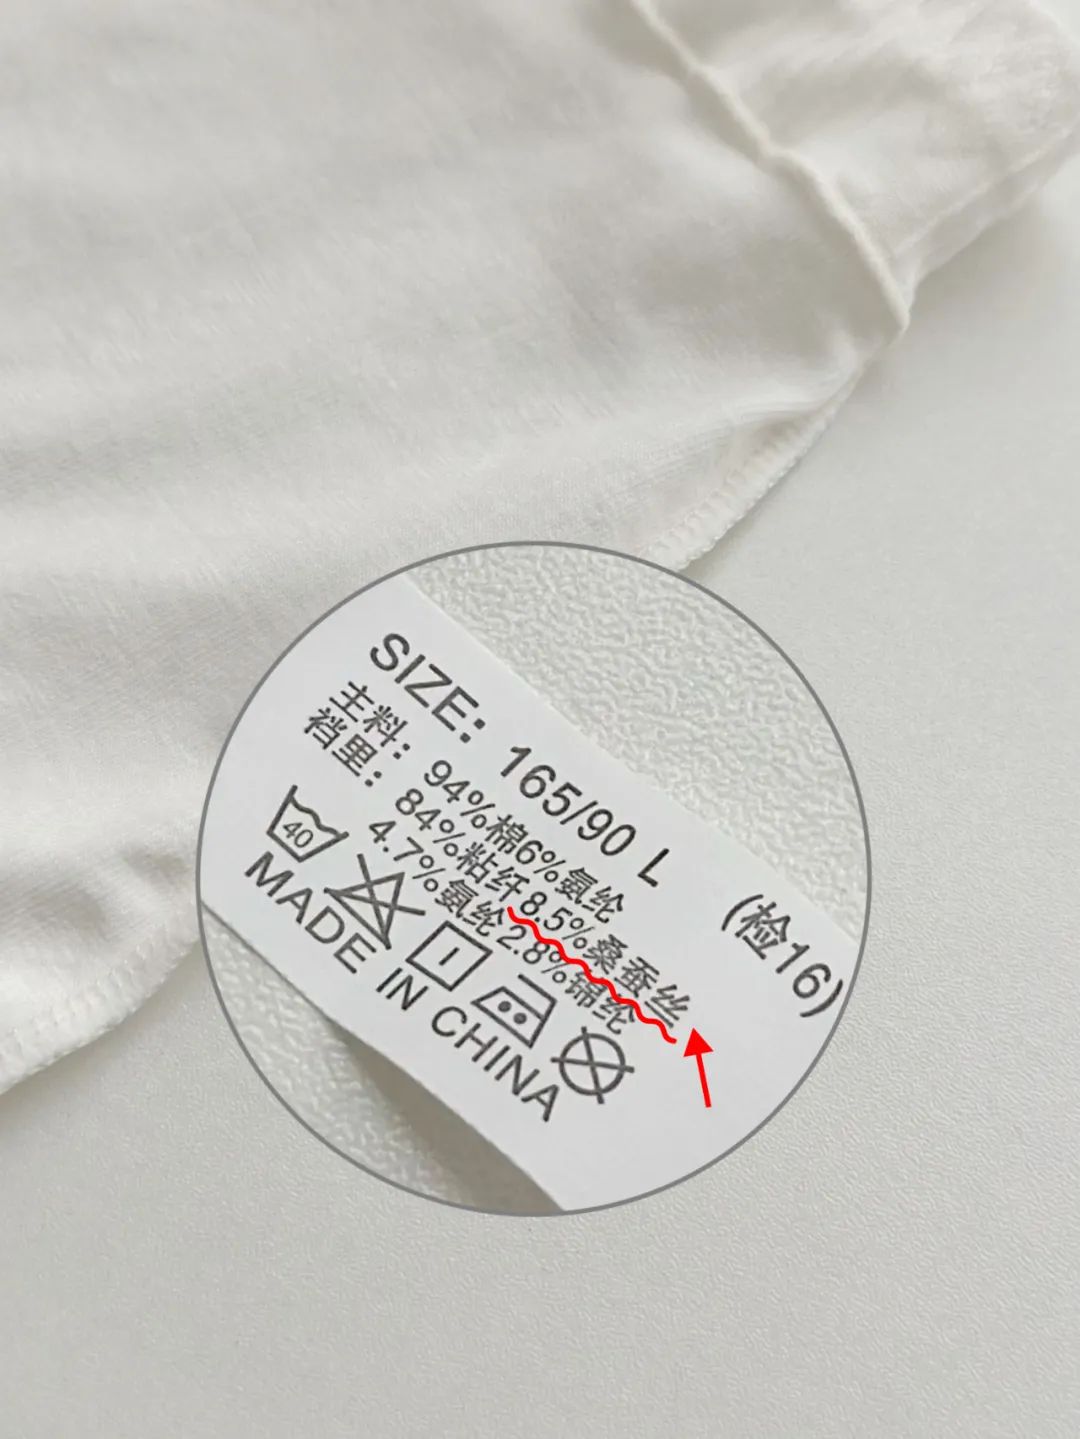 SIZE: 165/90 L (检16)
主料: 94%棉6%氨纶
裆里: 84%粘纤8.5%桑蚕丝
4.7%氨纶2.8%锦纶
40
MADE IN CHINA